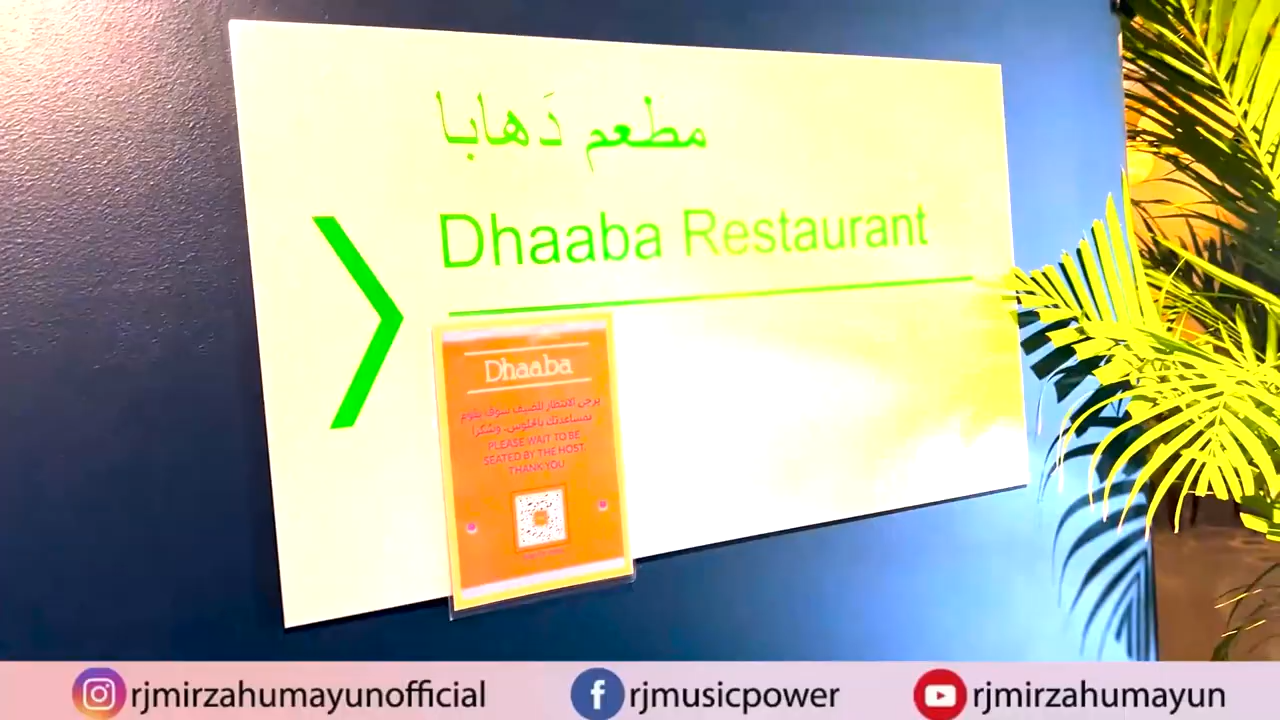 مطعم دَهابا
Dhaaba Restaurant
Dhaaba
يرجى الانتظار للضيف سوف نقوم
بمساعدتك بالجلوس، وشكرا
PLEASE WAIT TO BE
SEATED BY THE HOST.
THANK YOU
rjmirzahumayunofficial
rjmusicpower
rjmirzahumayun